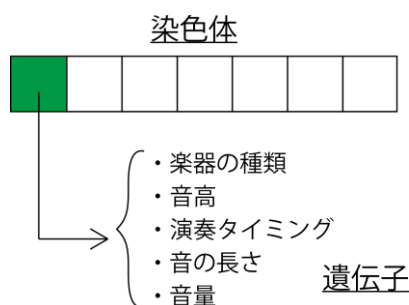 染色体
・楽器の種類
・音高
・演奏タイミング
・音の長さ
・音量
遺伝子